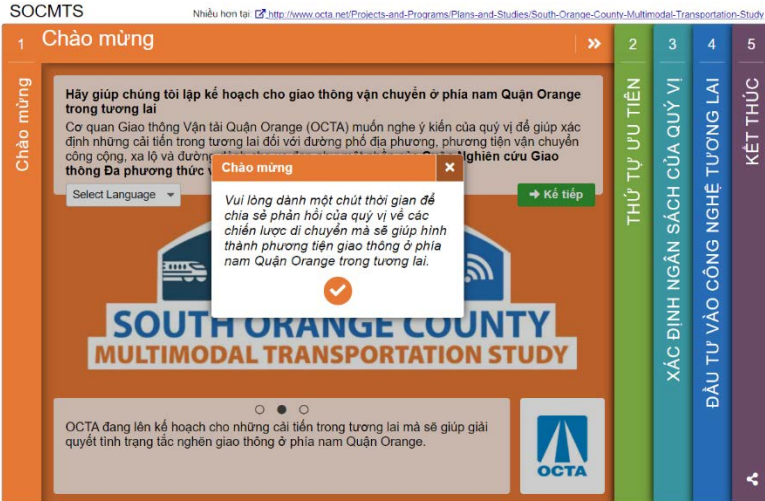 SOCMTS
Nhiều hơn tại: http://www.octa.net/Projects-and-Programs/Plans-and-Studies/South-Orange-County-Multimodal-Transportation-Study
1 Chào mừng »
Chào mừng
Hãy giúp chúng tôi lập kế hoạch cho giao thông vận chuyển ở phía nam Quận Orange
trong tương lai
Cơ quan Giao thông Vận tải Quận Orange (OCTA) muốn nghe ý kiến của quý vị để giúp xác
định những cải tiến trong tương lai đối với đường phố địa phương, phương tiện vận chuyển
công cộng, xa lộ và đường Nghiên cứu Giao
thông Đa phương thức
Select Language
Kế tiếp
Chào mừng ×
Vui lòng dành một chút thời gian để
chia sẻ phản hồi của quý vị về các
chiến lược di chuyển mà sẽ giúp hình
thành phương tiện giao thông ở phía
nam Quận Orange trong tương lai.
SOUTH ORANGE COUNTY
MULTIMODAL TRANSPORTATION STUDY
OCTA đang lên kế hoạch cho những cải tiến trong tương lai mà sẽ giúp giải
quyết tình trạng tắc nghẽn giao thông ở phía nam Quận Orange.
OCTA
2
THỨ TỰ ƯU TIÊN
3
XÁC ĐỊNH NGÂN SÁCH CỦA QUÝ VỊ
4
ĐẦU TƯ VÀO CÔNG NGHỆ TƯƠNG LAI
5
KẾT THÚC